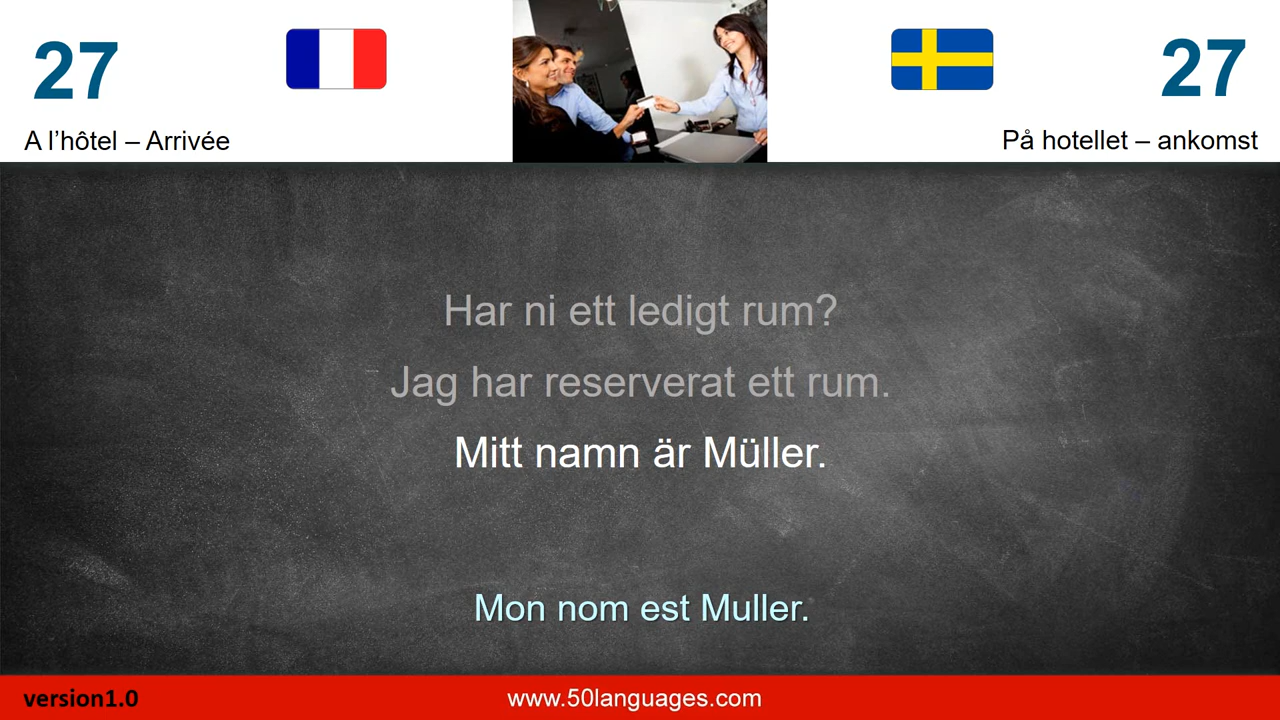 27
27
A l’hôtel – Arrivée
På hotellet – ankomst
Har ni ett ledigt rum?
Jag har reserverat ett rum.
Mitt namn är Müller.
Mon nom est Muller.
version1.0
www.50languages.com